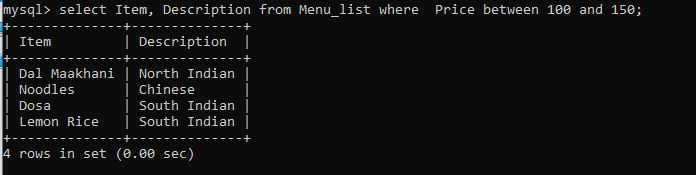 mysql> select Item, Description from Menu_list where  Price between 100 and 150;
+--------------+--------------+
| Item         | Description  |
+--------------+--------------+
| Dal Maakhani | North Indian |
| Noodles      | Chinese      |
| Dosa         | South Indian |
| Lemon Rice   | South Indian |
+--------------+--------------+
4 rows in set (0.00 sec)